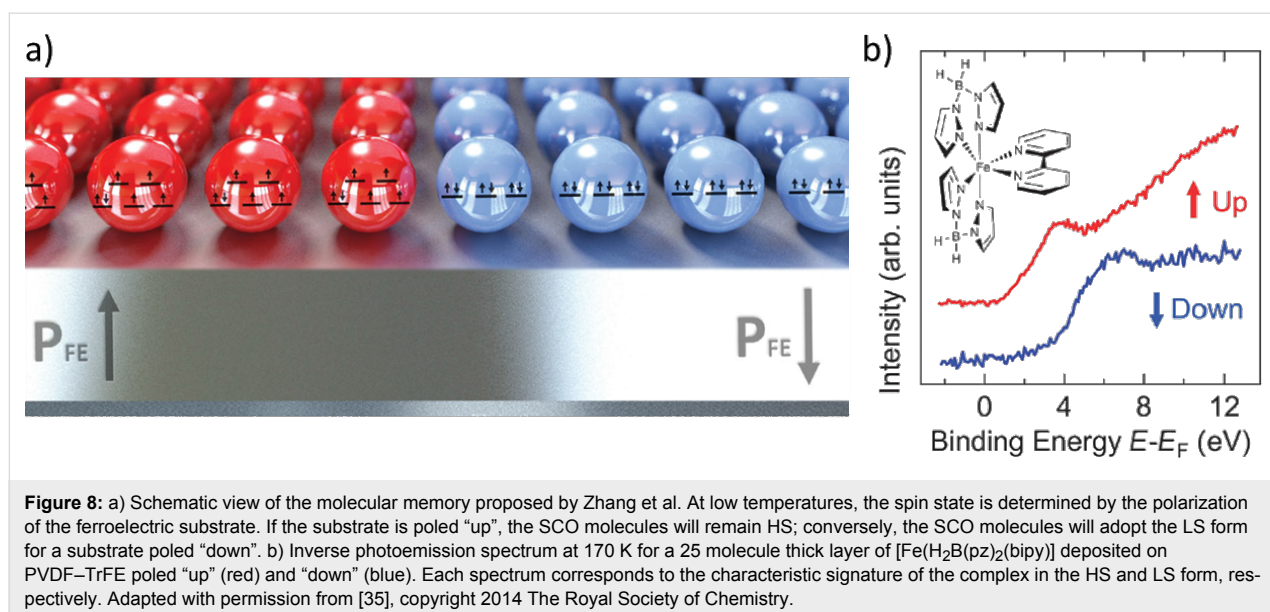 a)
P FE
P FE
b)
H H
B
N N
N N
N
Fe
N
N N
N N
H B
H
Up
Down
Intensity (arb. units)
0 4 8 12
Binding Energy E-EF (eV)
Figure 8: a) Schematic view of the molecular memory proposed by Zhang et al. At low temperatures, the spin state is determined by the polarization
of the ferroelectric substrate. If the substrate is poled “up”, the SCO molecules will remain HS; conversely, the SCO molecules will adopt the LS form
for a substrate poled “down”. b) Inverse photoemission spectrum at 170 K for a 25 molecule thick layer of [Fe(H2B(pz)2(bipy)] deposited on
PVDF–TrFE poled “up” (red) and “down” (blue). Each spectrum corresponds to the characteristic signature of the complex in the HS and LS form, res-
pectively. Adapted with permission from [35], copyright 2014 The Royal Society of Chemistry.